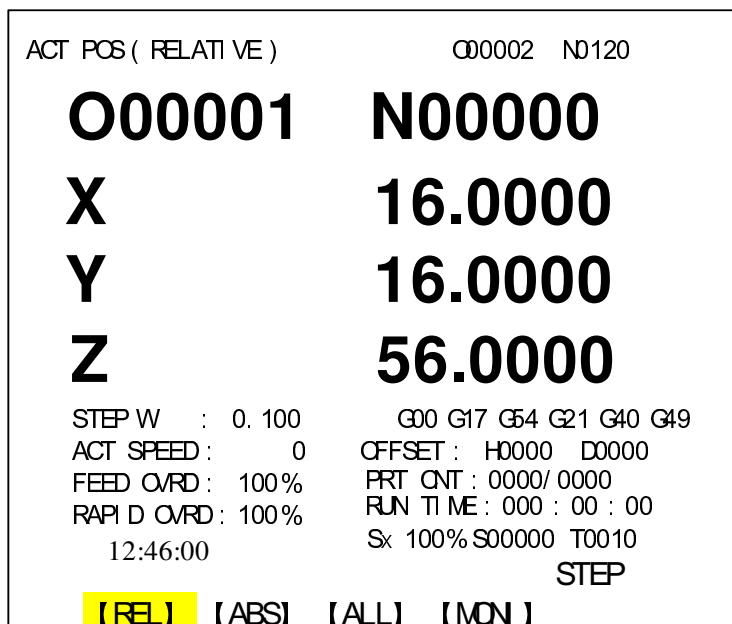 ACT POS ( RELATIVE ) O00002 N0120
O00001 N00000
X 16.0000
Y 16.0000
Z 56.0000
STEP W : 0. 100 G00 G17 G54 G21 G40 G49
ACT SPEED : 0 OFFSET : H0000 D0000
FEED OVRD : 100% PRT CNT : 0000/ 0000
RAPID OVRD : 100% RUN TIME : 000 : 00 : 00
12:46:00 Sx 100% S00000 T0010
STEP
【REL】 【ABS】 【ALL】 【MONI】